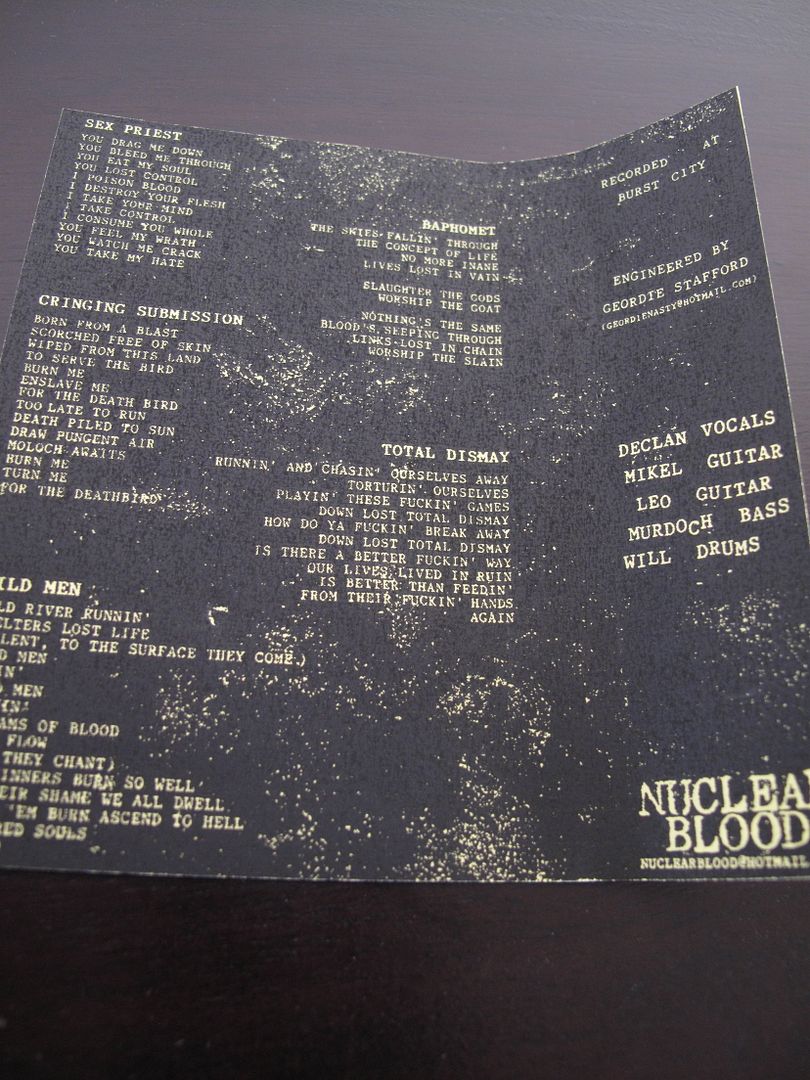 SEX PRIEST
YOU DRAG ME DOWN
YOU BLEED ME THROUGH
YOU EAT MY SOUL
YOU LOST CONTROL
I POISON BLOOD
I DESTROY YOUR FLESH
I TAKE YOUR MIND
I TAKE CONTROL
I CONSUME YOU WHOLE
YOU FEEL MY WRATH
YOU WATCH ME CRACK
YOU TAKE MY HATE
CRINGING SUBMISSION
BORN FROM A BLAST
SCORCHED FREE OF SKIN
WIPED FROM THIS LAND
TO SERVE THE BIRD
BURN ME
ENSLAVE ME
FOR THE DEATH BIRD
TOO LATE TO RUN
DEATH PILED TO SUN
DRAW PUNGENT AIR
MOLOCH AWAITS
BURN ME
TURN ME
FOR THE DEATHBIRD
ILD MEN
LD RIVER RUNNIN'
ELTERS LOST LIFE
LENT, TO THE SURFACE THEY COME.)
D MEN
IN'
D MEN
IN'
AMS OF BLOOD
FLOW
THEY CHANT)
INNERS BURN SO WELL
EIR SHAME WE ALL DWELL
'EM BURN ASCEND TO HELL
RED SOULS
BAPHOMET
THE SKIES FALLIN' THROUGH
THE CONCEPT OF LIFE
NO MORE INANE
LIVES LOST IN VAIN
SLAUGHTER THE GODS
WORSHIP THE GOAT
NOTHING'S THE SAME
BLOOD'S SEEPING THROUGH
LINKS LOST IN CHAIN
WORSHIP THE SLAIN
TOTAL DISMAY
RUNNIN' AND CHASIN' OURSELVES AWAY
TORTURIN' OURSELVES
PLAYIN' THESE FUCKIN' GAMES
DOWN LOST TOTAL DISMAY
HOW DO YA FUCKIN' BREAK AWAY
DOWN LOST TOTAL DISMAY
IS THERE A BETTER FUCKIN' WAY
OUR LIVES LIVED IN RUIN
IS BETTER THAN FEEDIN'
FROM THEIR FUCKIN' HANDS
AGAIN
RECORDED AT
BURST CITY
ENGINEERED BY
GEORDIE STAFFORD
(GEORDIENASTY@HOTMAIL.COM)
DECLAN VOCALS
MIKEL GUITAR
LEO GUITAR
MURDOCH BASS
WILL DRUMS
NUCLEA
BLOOD
NUCLEARBLOOD@HOTMAIL